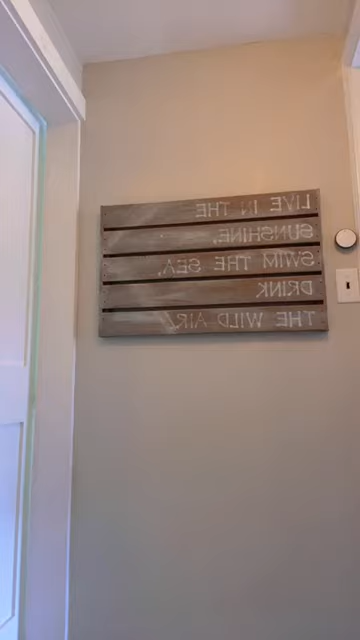 LIVE IN THE
SUNSHINE,
SWIM THE SEA,
DRINK
THE WILD AIR.